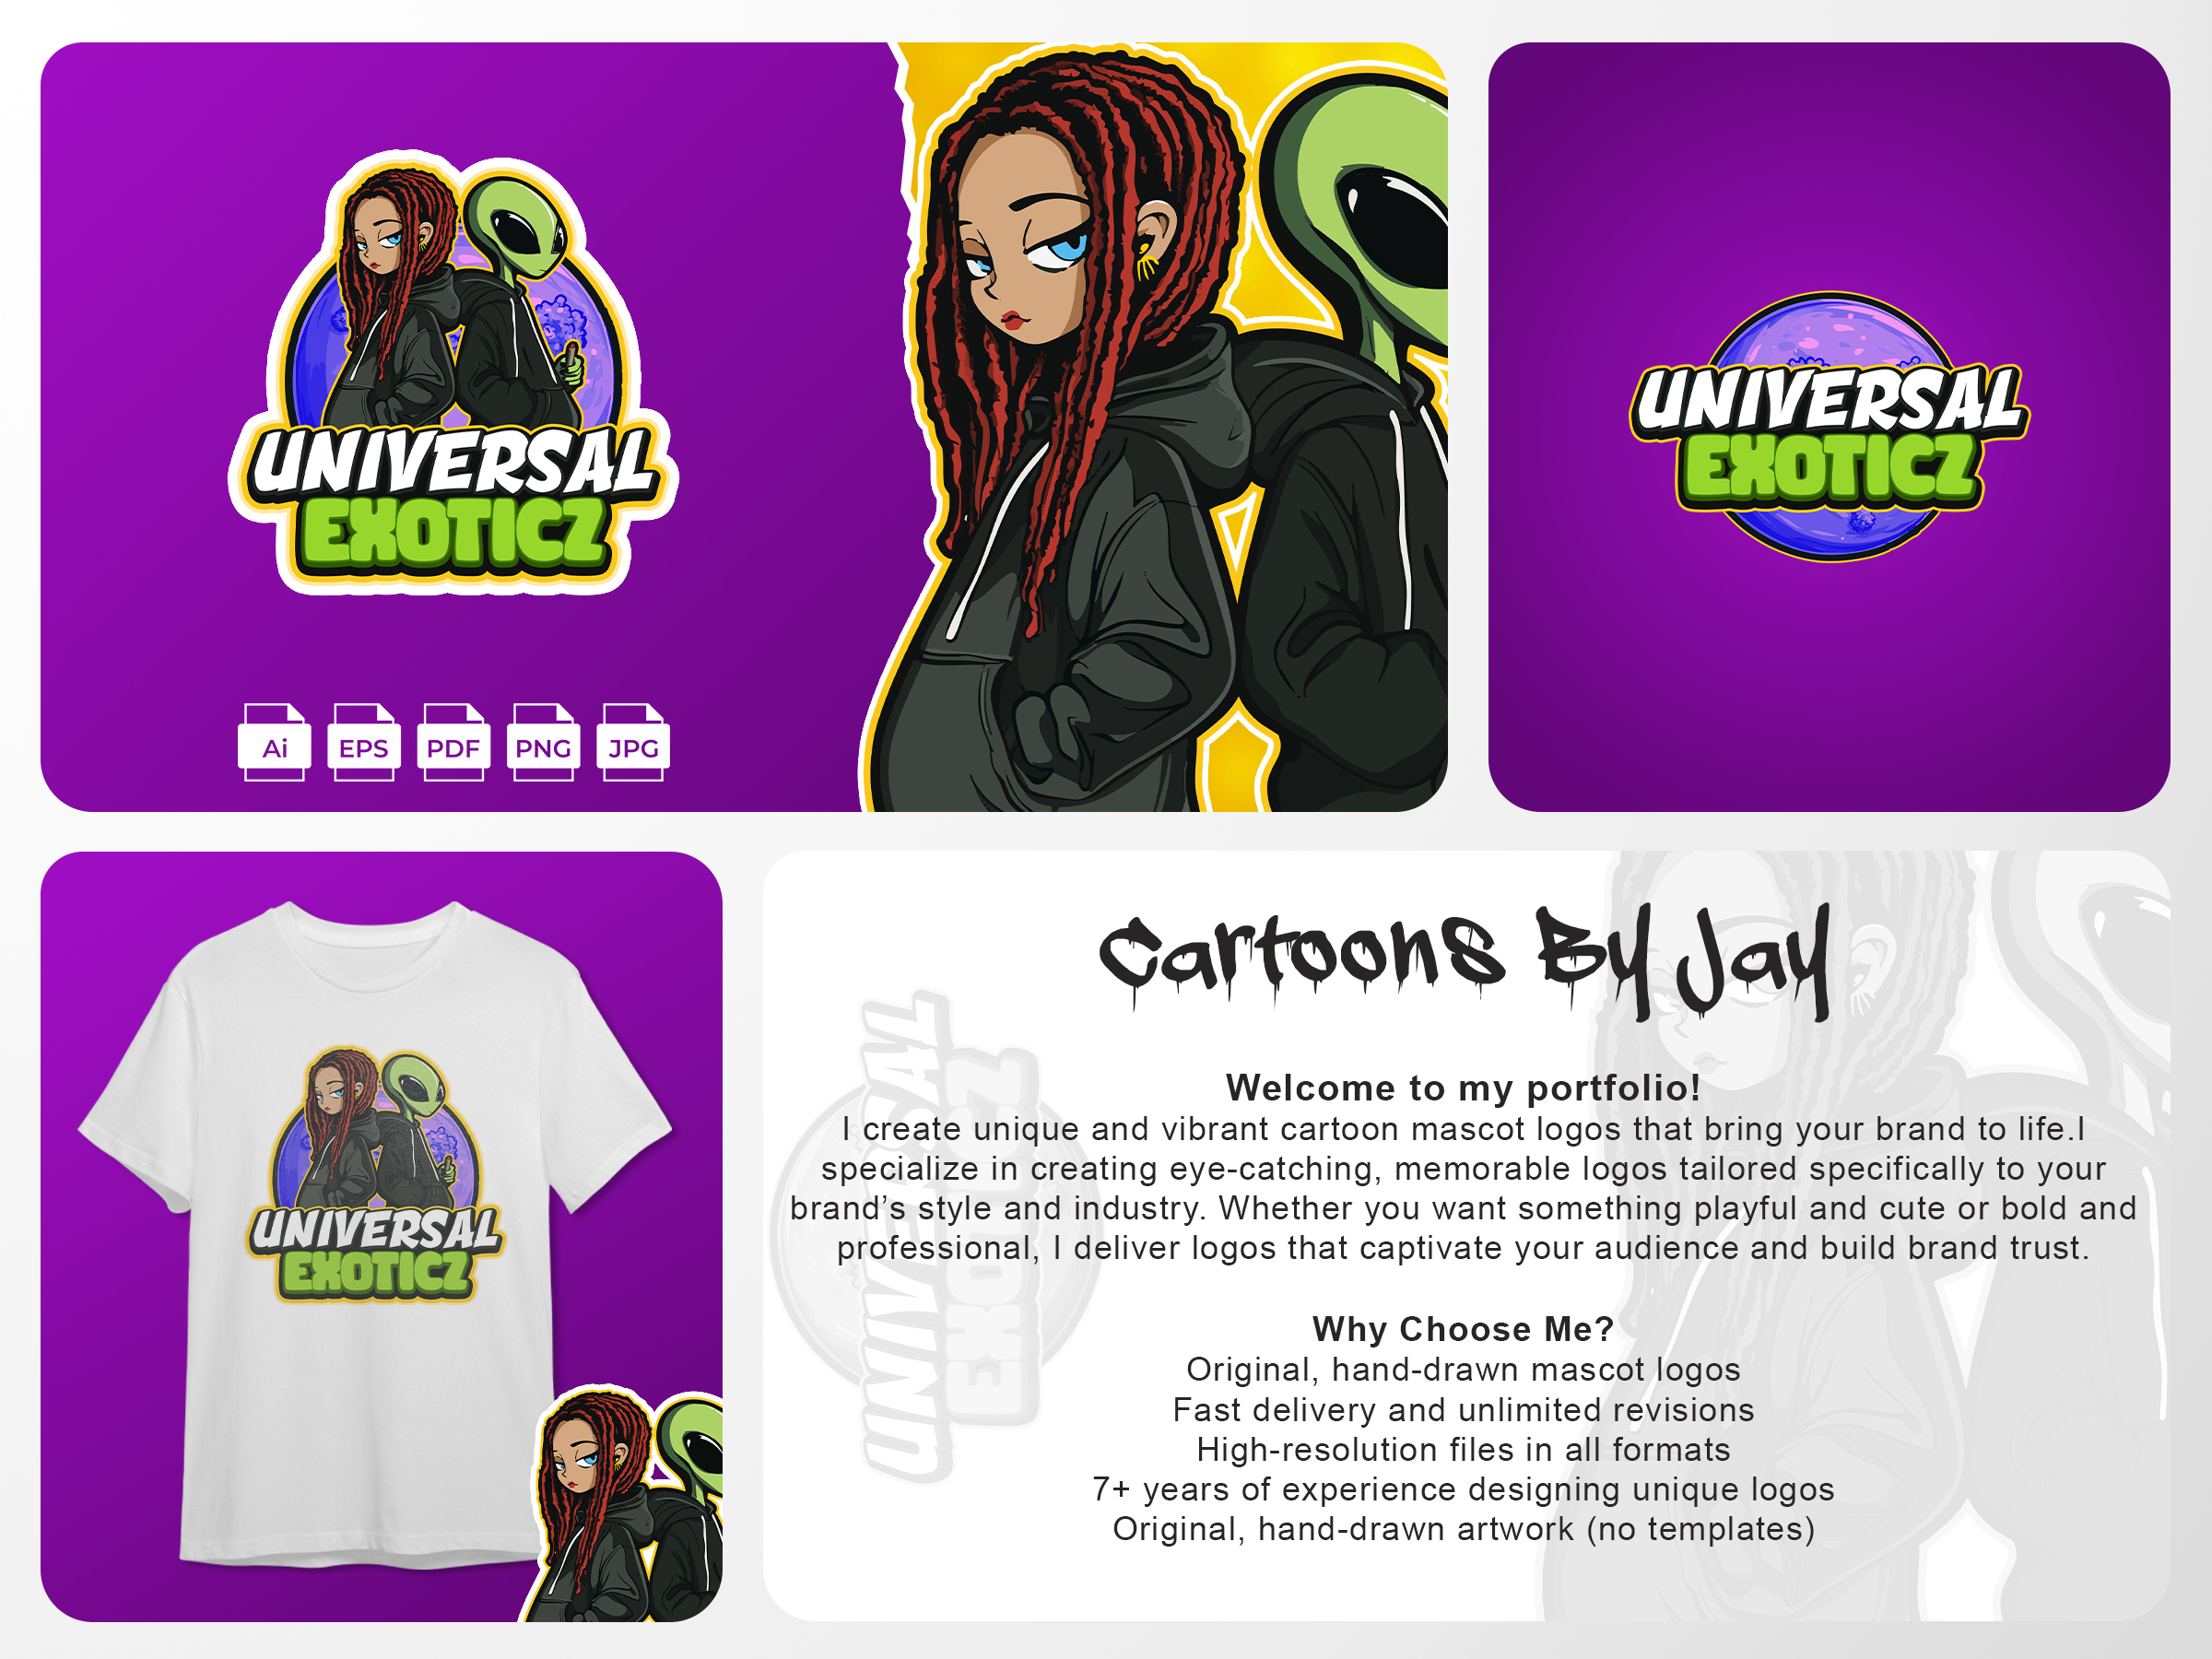 UNIVERSAL
EXOTICZ
Ai EPS PDF PNG JPG
UNIVERSAL
EXOTICZ
UNIVERSAL
EXOTICZ
UNIVERSAL
EXOTICZ
Cartoons By Jay
Welcome to my portfolio!
I create unique and vibrant cartoon mascot logos that bring your brand to life.I
specialize in creating eye-catching, memorable logos tailored specifically to your
brand's style and industry. Whether you want something playful and cute or bold and
professional, I deliver logos that captivate your audience and build brand trust.
Why Choose Me?
Original, hand-drawn mascot logos
Fast delivery and unlimited revisions
High-resolution files in all formats
7+ years of experience designing unique logos
Original, hand-drawn artwork (no templates)